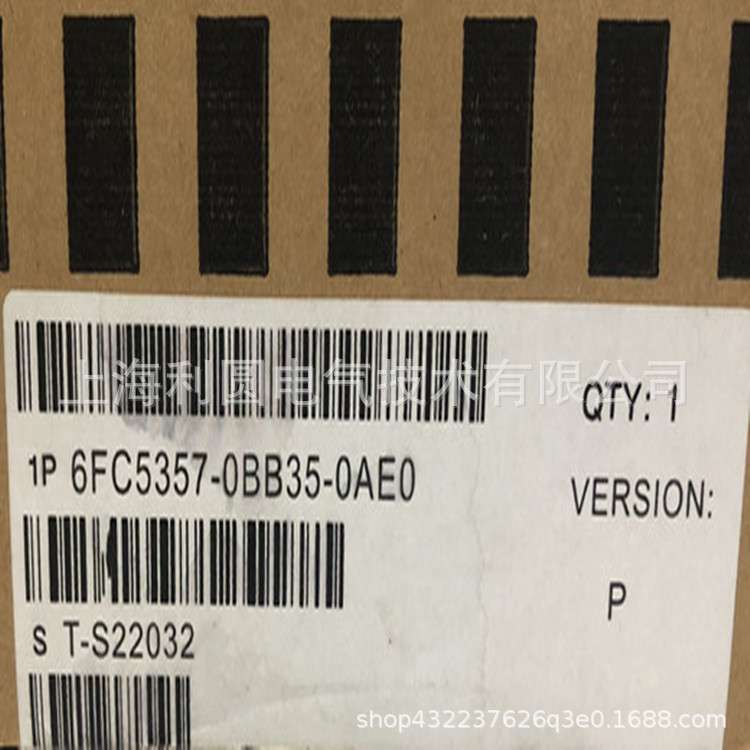 上海利圆电气技术有限公司
QTY: 1
1P 6FC5357-0BB35-0AE0
VERSION:
P
S T-S22032
shop432237626q3e0.1688.com